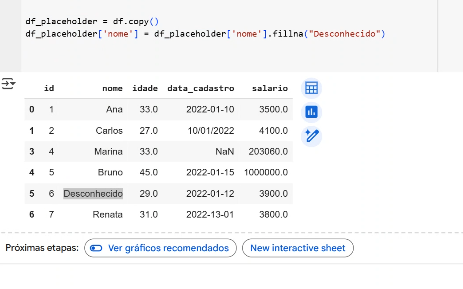 df_placeholder = df.copy()
df_placeholder['nome'] = df_placeholder['nome'].fillna("Desconhecido")
id nome idade data_cadastro salario
0 1 Ana 33.0 2022-01-10 3500.0
1 2 Carlos 27.0 10/01/2022 4100.0
3 4 Marina 33.0 NaN 203060.0
4 5 Bruno 45.0 2022-01-15 1000000.0
5 6 Desconhecido 29.0 2022-01-12 3900.0
6 7 Renata 31.0 2022-13-01 3800.0
Próximas etapas: Ver gráficos recomendados New interactive sheet